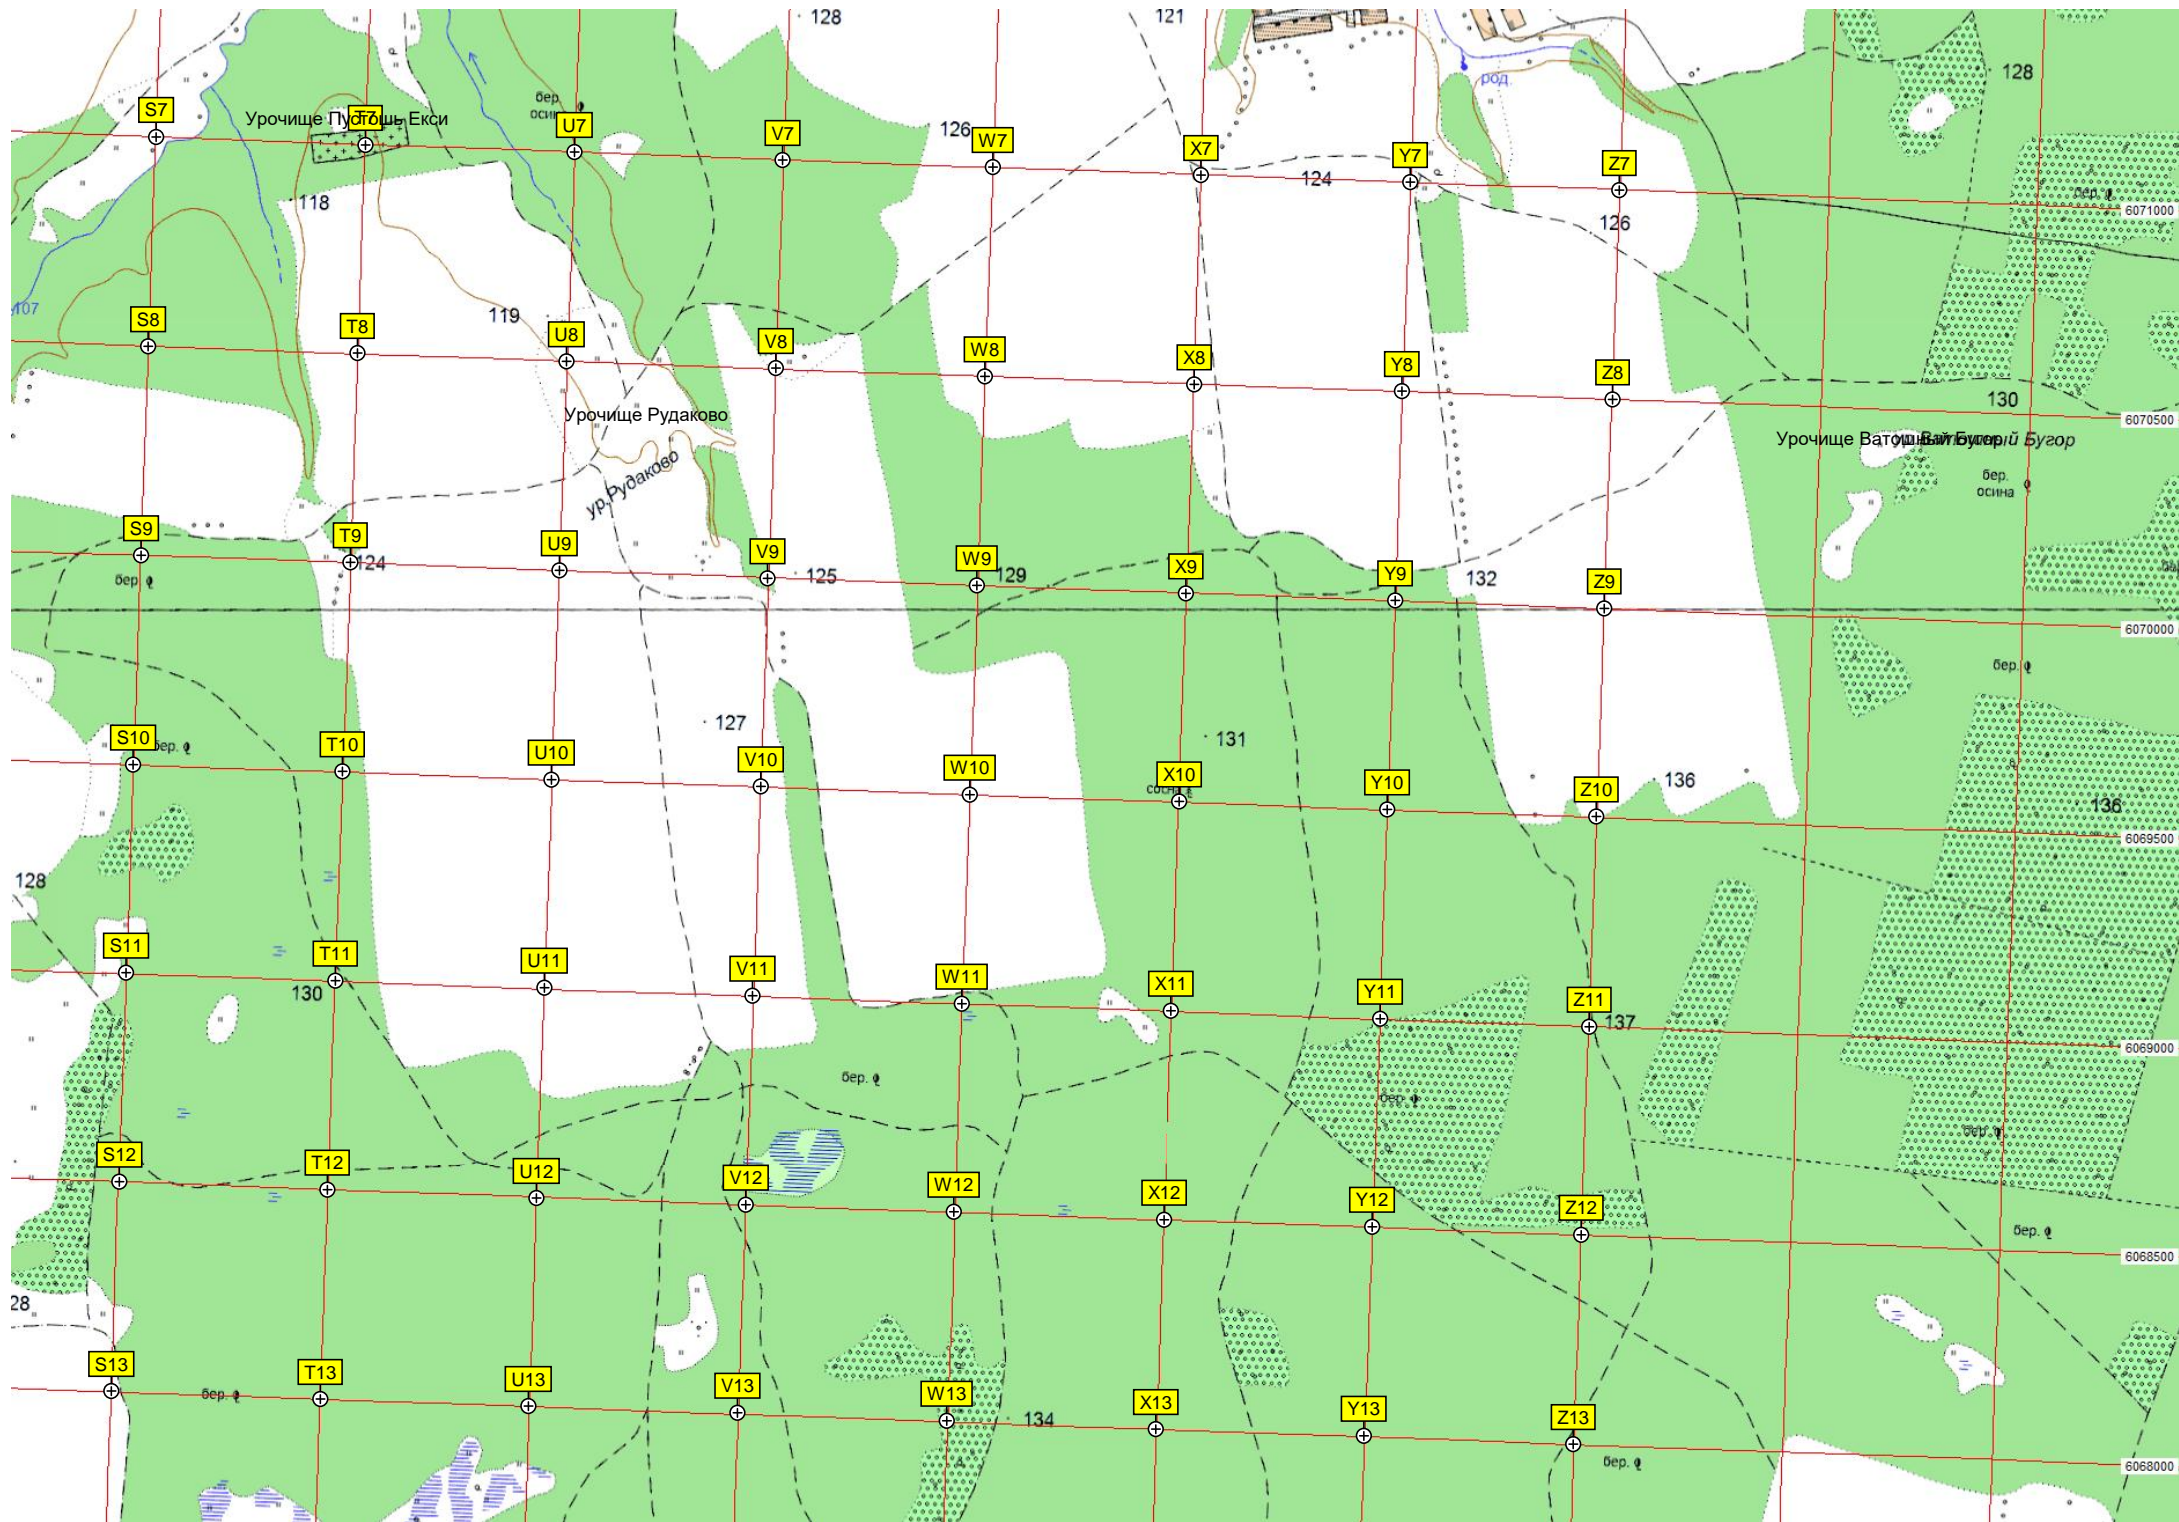 128
121
128
род.
бер.
S7
Урочище Пустошь Екси
T7
U7
V7
126
W7
X7
Y7
Z7
124
бер.
118
126
6071000
107
S8
T8
119
U8
V8
W8
X8
Y8
Z8
130
6070500
Урочище Рудаково
Урочище Ватошный Бугор
ур. Рудаково
бер.
осина
S9
T9
124
U9
V9
125
W9
129
X9
Y9
132
Z9
бер.
6070000
бер.
127
131
S10
бер.
T10
U10
V10
W10
X10
Y10
Z10
136
136
6069500
128
S11
T11
130
U11
V11
W11
X11
Y11
Z11
137
6069000
бер.
бер.
бер.
S12
T12
U12
V12
W12
X12
Y12
Z12
бер.
6068500
28
S13
бер.
T13
U13
V13
W13
134
X13
Y13
Z13
бер.
6068000